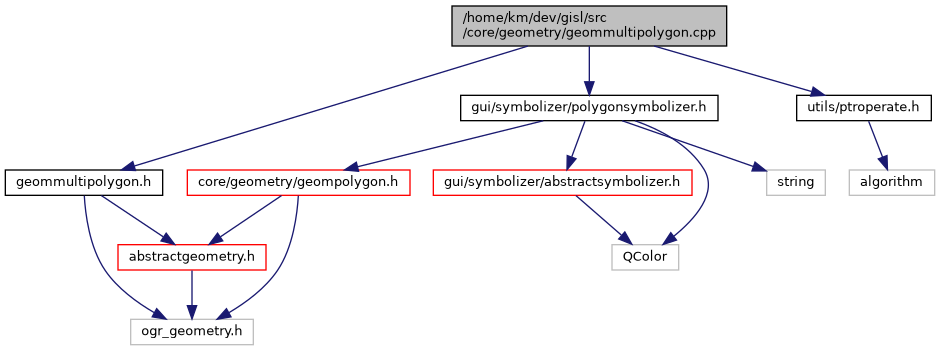 /home/km/dev/gisl/src
/core/geometry/geommultipolygon.cpp
gui/symbolizer/polygonsymbolizer.h
utils/ptroperate.h
geommultipolygon.h
core/geometry/geompolygon.h
gui/symbolizer/abstractsymbolizer.h
string
algorithm
abstractgeometry.h
QColor
ogr_geometry.h